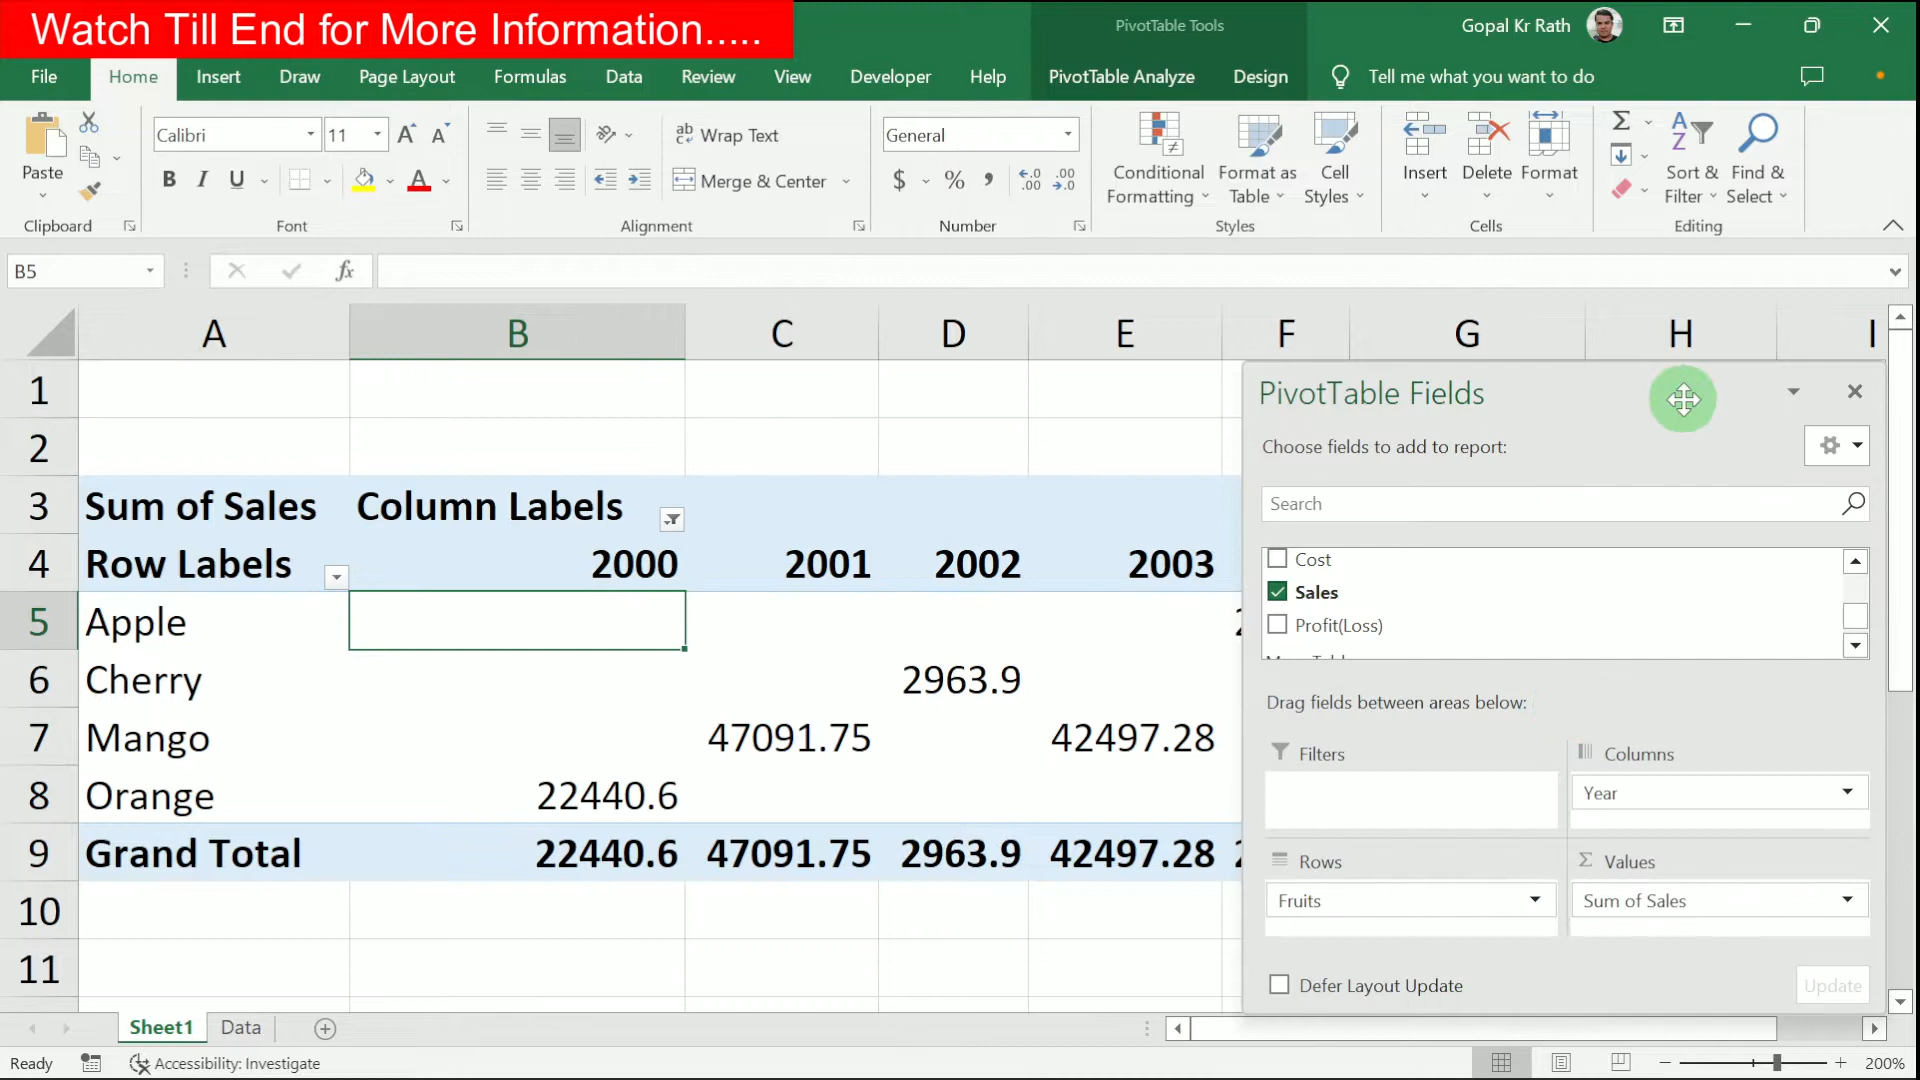 Watch Till End for More Information.....
PivotTable Tools
Gopal Kr Rath
File Home Insert Draw Page Layout Formulas Data Review View Developer Help PivotTable Analyze Design Tell me what you want to do
Calibri 11
ab Wrap Text
General
Paste
B I U
Merge & Center
$ % ,
Conditional Formatting
Format as Table
Cell Styles
Insert
Delete
Format
Sort & Filter
Find & Select
Clipboard Font Alignment Number Styles Cells Editing
B5 fx
A B C D E F G H I
1
2
3 Sum of Sales Column Labels
4 Row Labels 2000 2001 2002 2003
5 Apple
6 Cherry 2963.9
7 Mango 47091.75 42497.28
8 Orange 22440.6
9 Grand Total 22440.6 47091.75 2963.9 42497.28
10
11
PivotTable Fields
Choose fields to add to report:
Search
Cost
Sales
Profit(Loss)
Drag fields between areas below:
Filters Columns
Year
Rows Values
Fruits Sum of Sales
Defer Layout Update Update
Sheet1 Data
Ready Accessibility: Investigate 200%